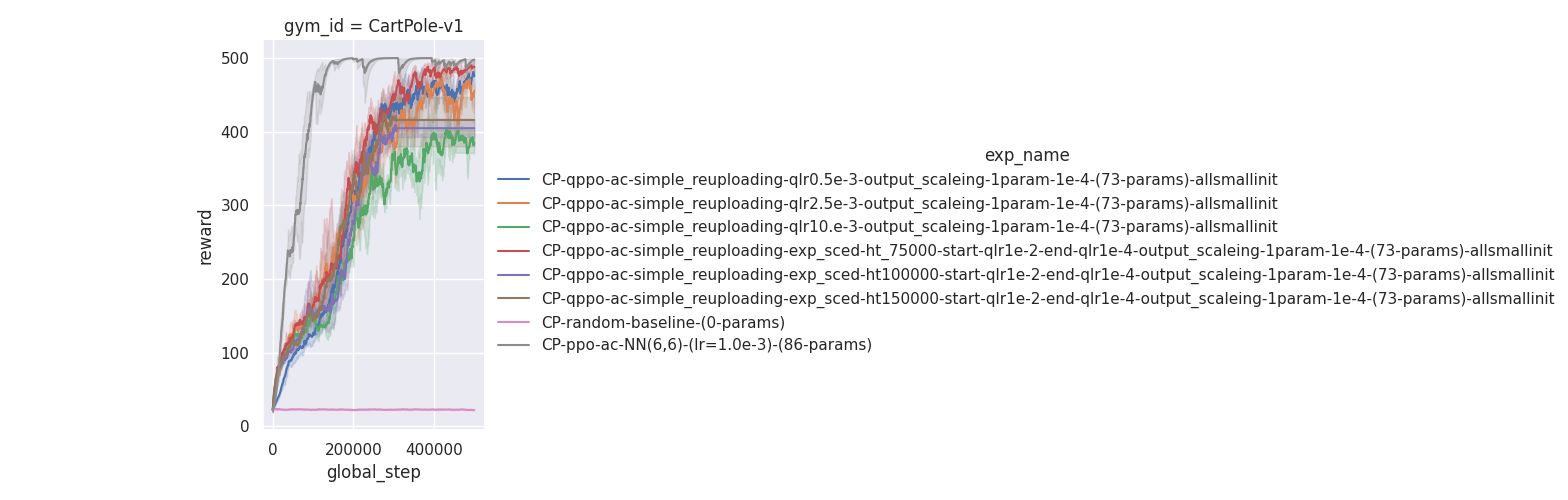 gym_id = CartPole-v1
500
400
300
200
100
0
reward
0
200000
400000
global_step
exp_name
CP-qppo-ac-simple_reuploading-qlr0.5e-3-output_scaleing-1param-1e-4-(73-params)-allsmallinit
CP-qppo-ac-simple_reuploading-qlr2.5e-3-output_scaleing-1param-1e-4-(73-params)-allsmallinit
CP-qppo-ac-simple_reuploading-qlr10.e-3-output_scaleing-1param-1e-4-(73-params)-allsmallinit
CP-qppo-ac-simple_reuploading-exp_sced-ht_75000-start-qlr1e-2-end-qlr1e-4-output_scaleing-1param-1e-4-(73-params)-allsmallinit
CP-qppo-ac-simple_reuploading-exp_sced-ht100000-start-qlr1e-2-end-qlr1e-4-output_scaleing-1param-1e-4-(73-params)-allsmallinit
CP-qppo-ac-simple_reuploading-exp_sced-ht150000-start-qlr1e-2-end-qlr1e-4-output_scaleing-1param-1e-4-(73-params)-allsmallinit
CP-random-baseline-(0-params)
CP-ppo-ac-NN(6,6)-(lr=1.0e-3)-(86-params)